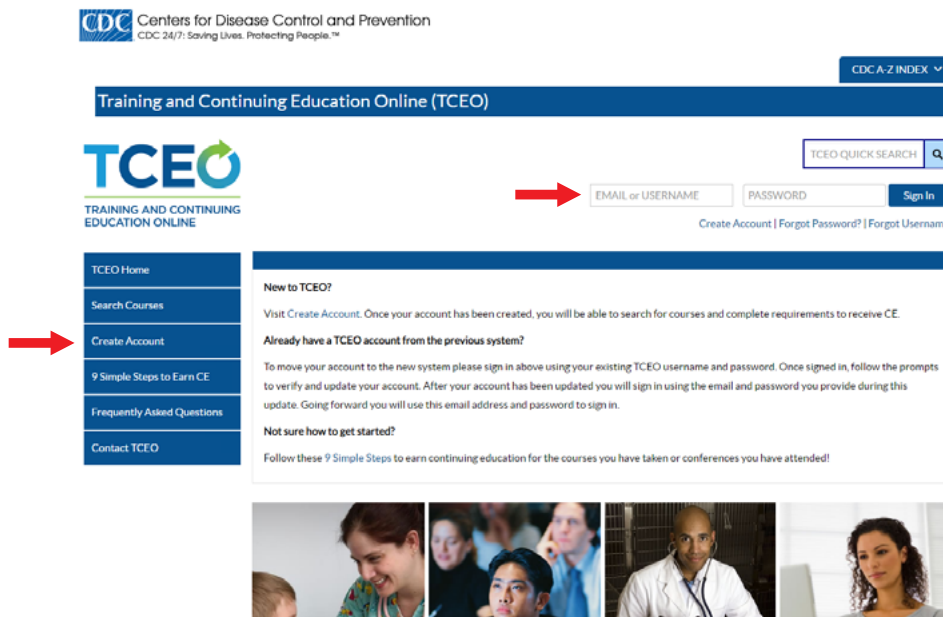 CDC Centers for Disease Control and Prevention
CDC 24/7: Saving Lives. Protecting People.™
CDC A-Z INDEX
Training and Continuing Education Online (TCEO)
TCEO
TRAINING AND CONTINUING
EDUCATION ONLINE
TCEO QUICK SEARCH
EMAIL or USERNAME PASSWORD Sign In
Create Account | Forgot Password? | Forgot Usernam
TCEO Home
Search Courses
Create Account
9 Simple Steps to Earn CE
Frequently Asked Questions
Contact TCEO
New to TCEO?
Visit Create Account. Once your account has been created, you will be able to search for courses and complete requirements to receive CE.
Already have a TCEO account from the previous system?
To move your account to the new system please sign in above using your existing TCEO username and password. Once signed in, follow the prompts
to verify and update your account. After your account has been updated you will sign in using the email and password you provide during this
update. Going forward you will use this email address and password to sign in.
Not sure how to get started?
Follow these 9 Simple Steps to earn continuing education for the courses you have taken or conferences you have attended!